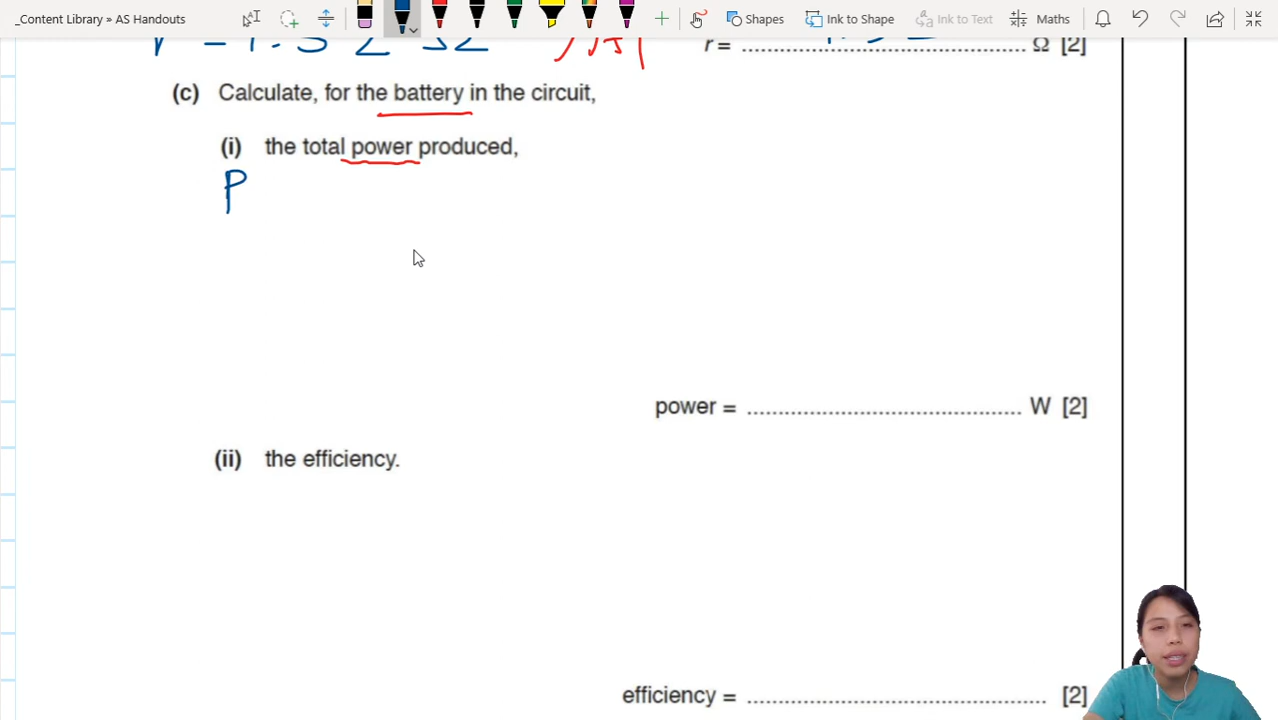 _Content Library » AS Handouts
Shapes
Ink to Shape
Ink to Text
Maths
r = Ω [2]
(c) Calculate, for the battery in the circuit,
(i) the total power produced,
P
power = ........................................ W [2]
(ii) the efficiency.
efficiency = ........................................... [2]